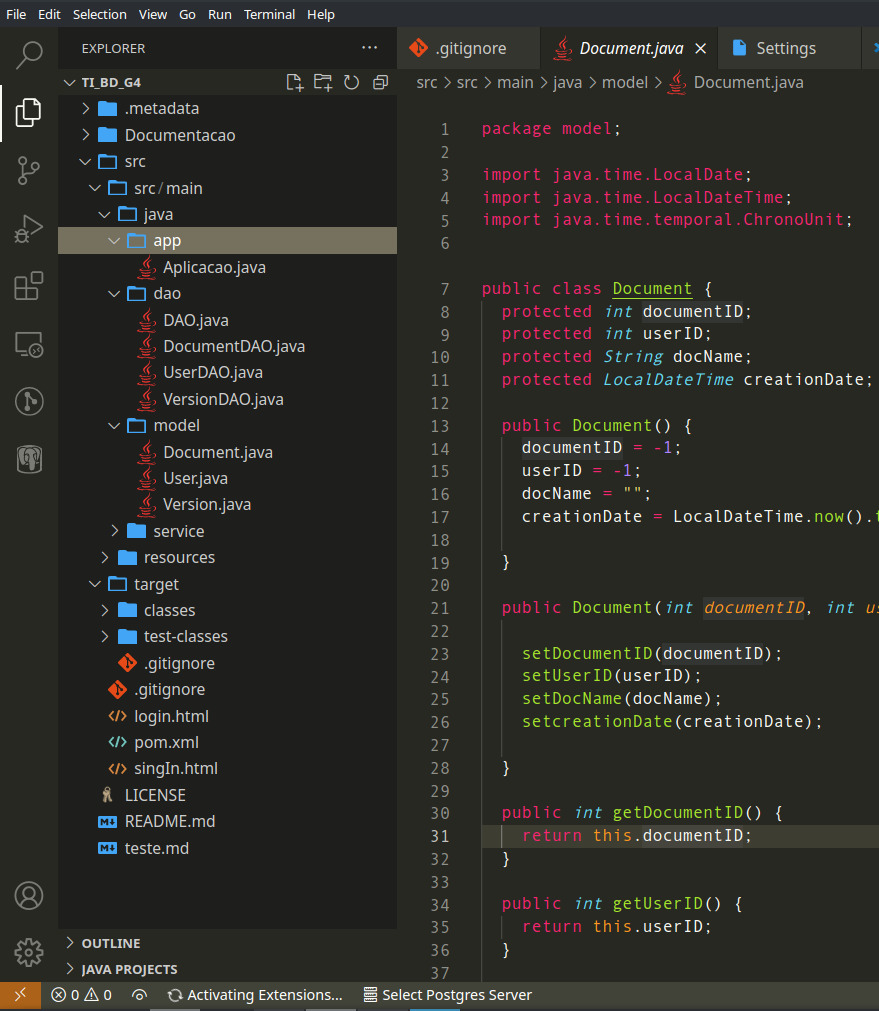 File Edit Selection View Go Run Terminal Help
EXPLORER
TI_BD_G4
.metadata
Documentacao
src
src/main
java
app
Aplicacao.java
dao
DAO.java
DocumentDAO.java
UserDAO.java
VersionDAO.java
model
Document.java
User.java
Version.java
service
resources
target
classes
test-classes
.gitignore
.gitignore
login.html
pom.xml
singIn.html
LICENSE
README.md
teste.md
OUTLINE
JAVA PROJECTS
.gitignore Document.java Settings
src > src > main > java > model > Document.java
1 package model;
2
3 import java.time.LocalDate;
4 import java.time.LocalDateTime;
5 import java.time.temporal.ChronoUnit;
6
7 public class Document {
8 protected int documentID;
9 protected int userID;
10 protected String docName;
11 protected LocalDateTime creationDate;
12
13 public Document() {
14 documentID = -1;
15 userID = -1;
16 docName = "";
17 creationDate = LocalDateTime.now().
18
19 }
20
21 public Document(int documentID, int
22
23 setDocumentID(documentID);
24 setUserID(userID);
25 setDocName(docName);
26 setcreationDate(creationDate);
27
28 }
29
30 public int getDocumentID() {
31 return this.documentID;
32 }
33
34 public int getUserID() {
35 return this.userID;
36 }
37
0 0 Activating Extensions... Select Postgres Server